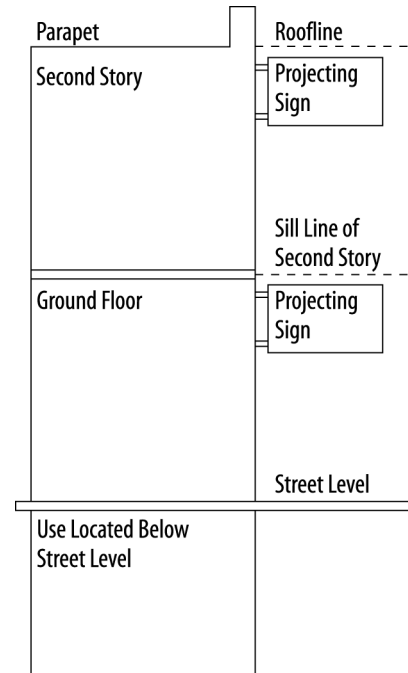 Parapet
Roofline
Second Story
Projecting
Sign
Sill Line of
Second Story
Ground Floor
Projecting
Sign
Street Level
Use Located Below
Street Level